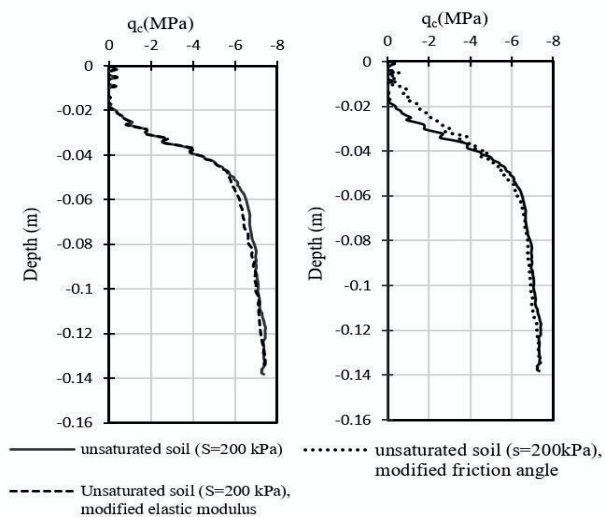 qc(MPa)
0 -2 -4 -6 -8
0
-0.02
-0.04
-0.06
-0.08
-0.1
-0.12
-0.14
-0.16
Depth (m)
qc(MPa)
0 -2 -4 -6 -8
0
-0.02
-0.04
-0.06
-0.08
-0.1
-0.12
-0.14
-0.16
Depth (m)
unsaturated soil (S=200 kPa)
Unsaturated soil (S=200 kPa),
modified elastic modulus
unsaturated soil (s=200kPa),
modified friction angle